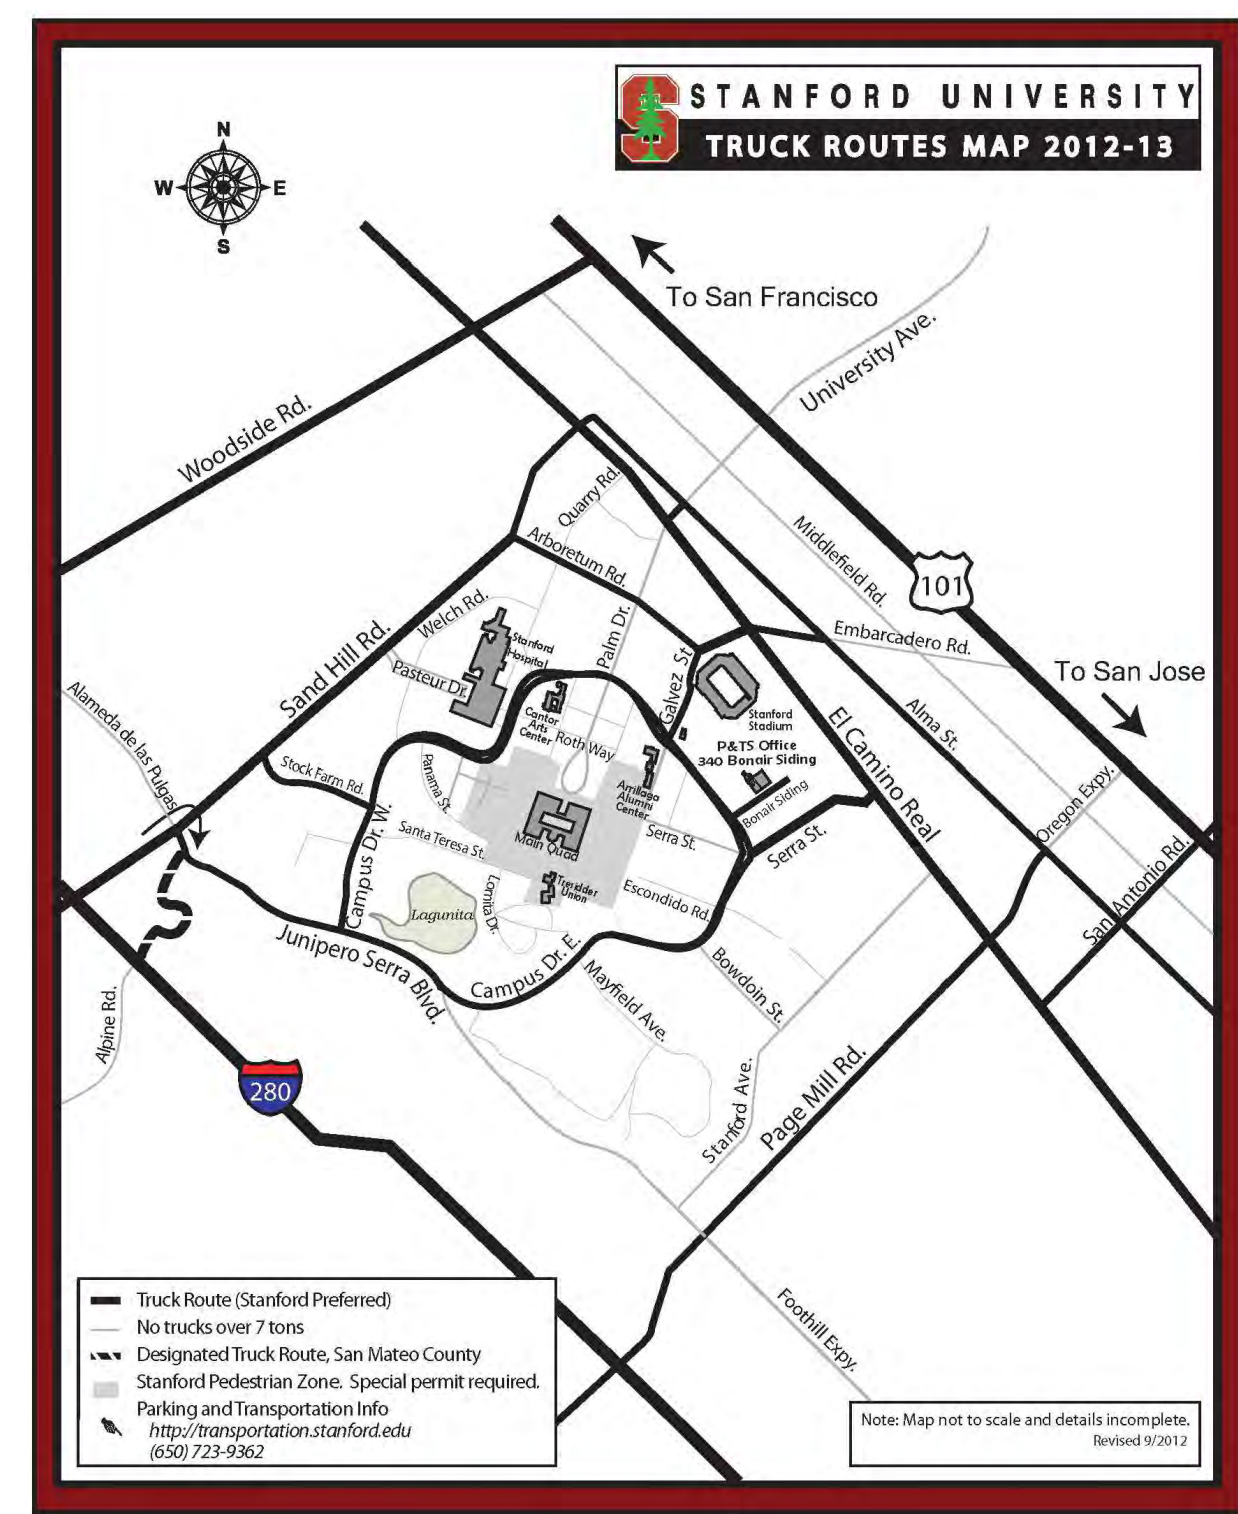 STANFORD UNIVERSITY
TRUCK ROUTES MAP 2012-13
N
W
E
S
To San Francisco
University Ave.
Woodside Rd.
Quarry Rd.
Middlefield Rd.
101
Arboretum Rd.
Welch Rd.
Palm Dr.
Embarcadero Rd.
Stanford
Hospital
To San Jose
Sand Hill Rd.
Pasteur Dr.
Galvez St
Alameda de las Pulgas
Cantor
Arts
Center
Stanford
Stadium
Alma St.
El Camino Real
Roth Way
P&TS Office
340 Bonair Siding
Stock Farm Rd.
Panama St.
Arrillaga
Alumni
Center
Bonair Siding
Oregon Expy.
Campus Dr. W.
Santa Teresa St.
Main Quad
Serra St.
Serra St.
San Antonio Rd.
Tresidder
Union
Escondido Rd.
Lomita Dr.
Lagunita
Junipero Serra Blvd.
Campus Dr. E.
Mayfield Ave.
Bowdoin St.
Alpine Rd.
280
Stanford Ave.
Page Mill Rd.
Foothill Expy.
Truck Route (Stanford Preferred)
No trucks over 7 tons
Designated Truck Route, San Mateo County
Stanford Pedestrian Zone. Special permit required.
Parking and Transportation Info
http://transportation.stanford.edu
(650) 723-9362
Note: Map not to scale and details incomplete.
Revised 9/2012